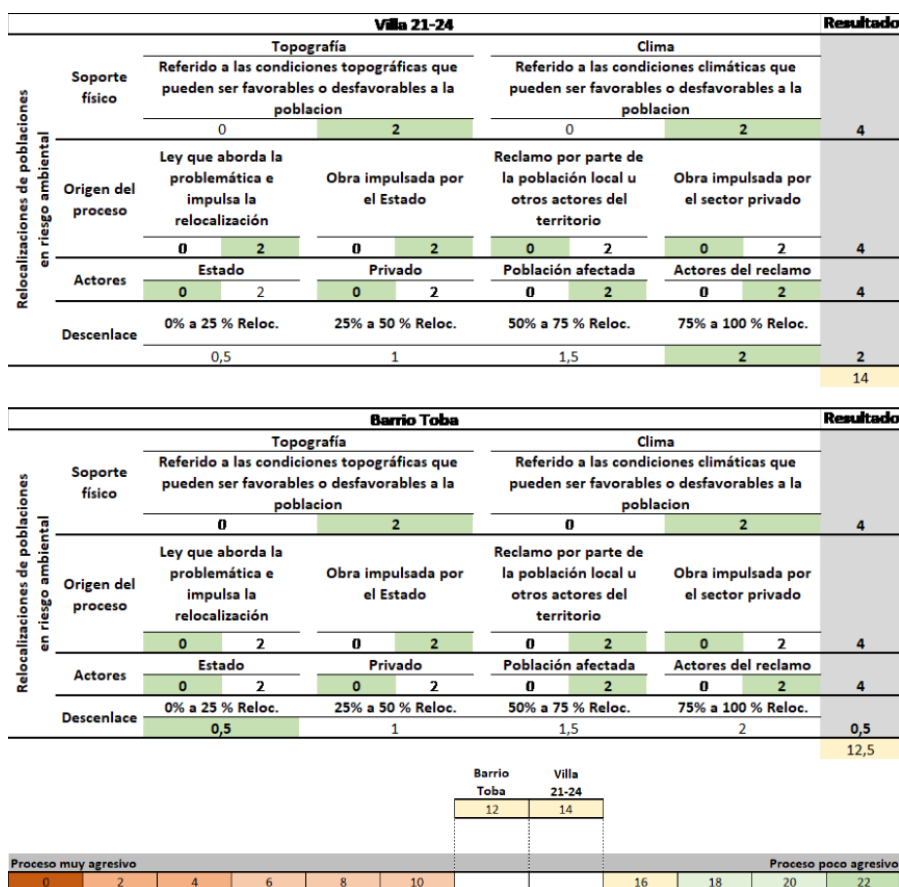 Villa 21-24 Resultado
Relocalizaciones de poblaciones
en riesgo ambiental
Topografía Clima
Soporte
físico
Referido a las condiciones topográficas que
pueden ser favorables o desfavorables a la
poblacion
Referido a las condiciones climáticas que
pueden ser favorables o desfavorables a la
poblacion
0 2 0 2 4
Origen del
proceso
Ley que aborda la
problemática e
impulsa la
relocalización
Obra impulsada por
el Estado
Reclamo por parte de
la población local u
otros actores del
territorio
Obra impulsada por
el sector privado
0 2 0 2 0 2 0 2 4
Actores
Estado Privado Población afectada Actores del reclamo
0 2 0 2 0 2 0 2 4
Descenlace
0% a 25 % Reloc. 25% a 50 % Reloc. 50% a 75 % Reloc. 75% a 100 % Reloc.
0,5 1 1,5 2 2
14
Barrio Toba Resultado
Relocalizaciones de poblaciones
en riesgo ambiental
Topografía Clima
Soporte
físico
Referido a las condiciones topográficas que
pueden ser favorables o desfavorables a la
poblacion
Referido a las condiciones climáticas que
pueden ser favorables o desfavorables a la
poblacion
0 2 0 2 4
Origen del
proceso
Ley que aborda la
problemática e
impulsa la
relocalización
Obra impulsada por
el Estado
Reclamo por parte de
la población local u
otros actores del
territorio
Obra impulsada por
el sector privado
0 2 0 2 0 2 0 2 4
Actores
Estado Privado Población afectada Actores del reclamo
0 2 0 2 0 2 0 2 4
Descenlace
0% a 25 % Reloc. 25% a 50 % Reloc. 50% a 75 % Reloc. 75% a 100 % Reloc.
0,5 1 1,5 2 0,5
12,5
Barrio
Toba
Villa
21-24
12 14
Proceso muy agresivo Proceso poco agresivo
0 2 4 6 8 10 16 18 20 22